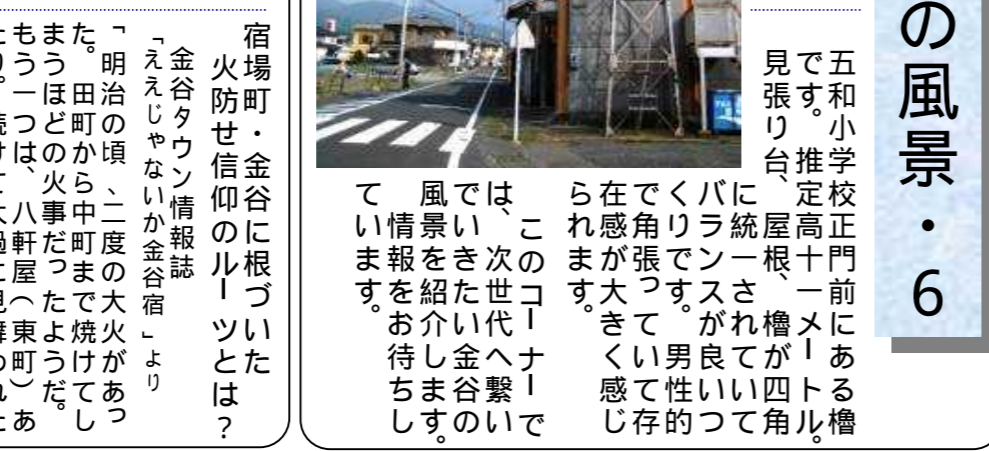 の風景・6
五和小学校正門前にある櫓
です。推定高十一メートル。
見張り台、屋根、櫓が四角
に統一されていて
バランスが良いつ
くりです。男性的
で角張っていて存
在感が大きく感じ
られます。
このコーナーで
は、次世代へ繋い
でいきたい金谷の
風景を紹介します。
情報をお待ちし
ています。
宿場町・金谷に根づいた
火防せ信仰のルーツとは？
金谷タウン情報誌
「ええじゃないか金谷宿」より
「明治の頃、二度の大火があっ
た。田町から中町まで焼けてし
まうほどの火事だったようだ。
もう一つは、八軒屋（東町）あ